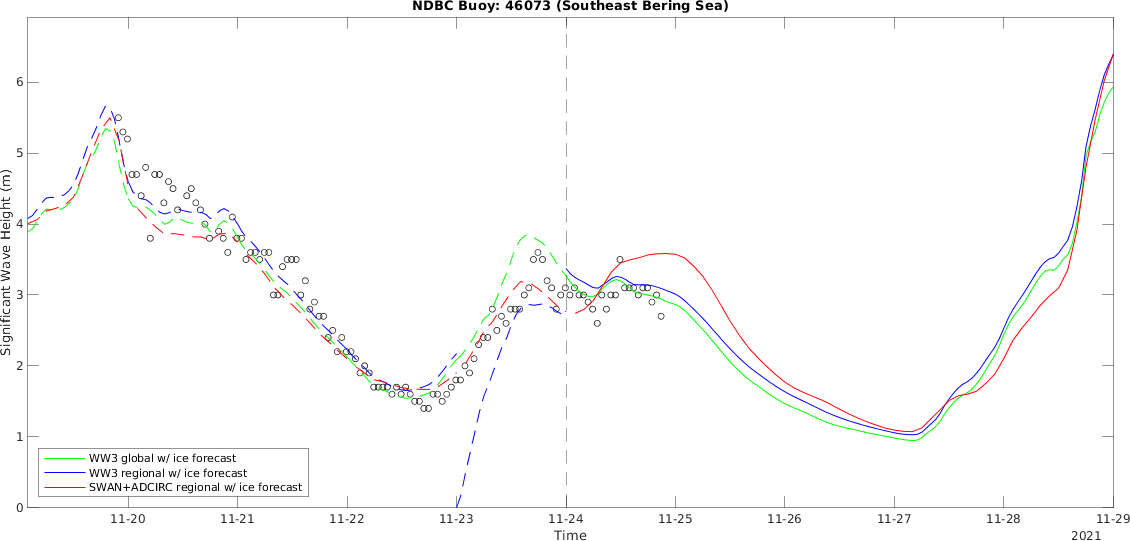 NDBC Buoy: 46073 (Southeast Bering Sea)
Significant Wave Height (m)
6
5
4
3
2
1
0
WW3 global w/ ice forecast
WW3 regional w/ ice forecast
SWAN+ADCIRC regional w/ ice forecast
11-20 11-21 11-22 11-23 11-24 11-25 11-26 11-27 11-28 11-29
Time
2021